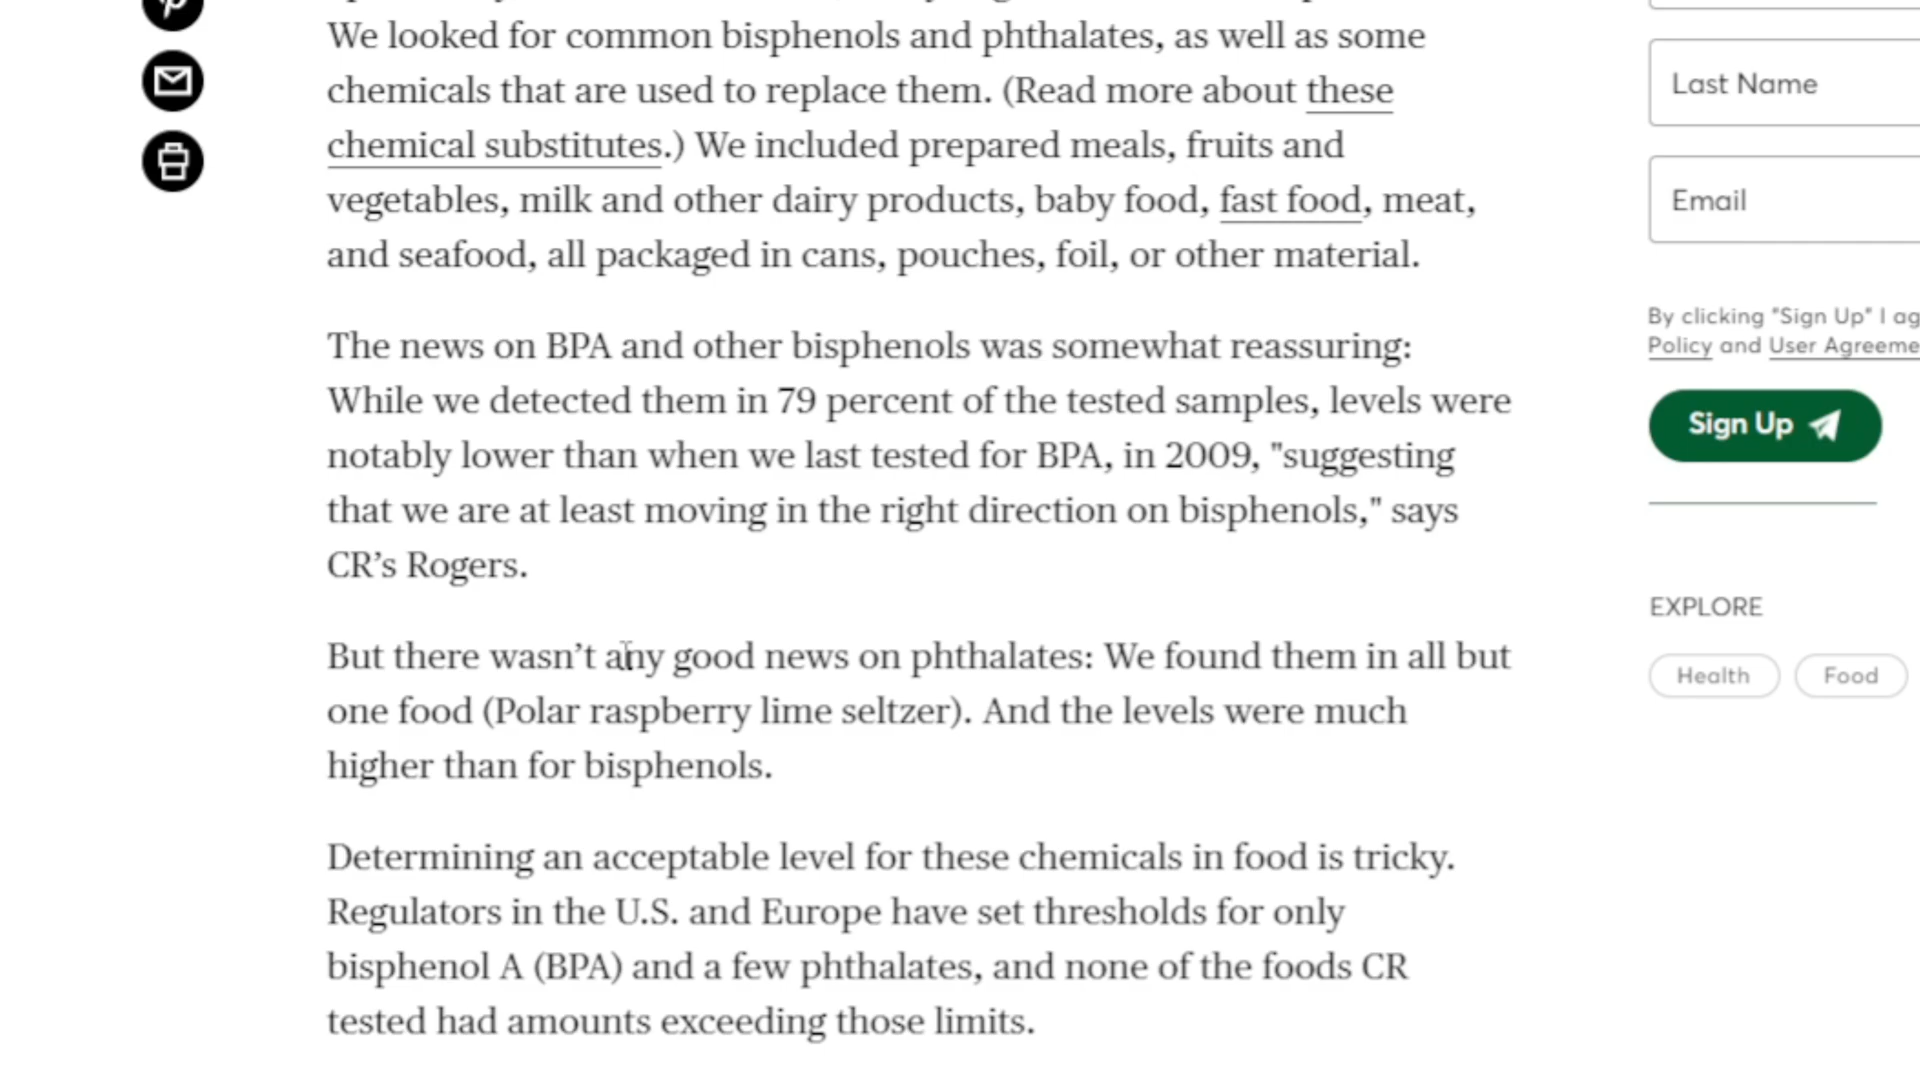 We looked for common bisphenols and phthalates, as well as some
chemicals that are used to replace them. (Read more about these
chemical substitutes.) We included prepared meals, fruits and
vegetables, milk and other dairy products, baby food, fast food, meat,
and seafood, all packaged in cans, pouches, foil, or other material.
The news on BPA and other bisphenols was somewhat reassuring:
While we detected them in 79 percent of the tested samples, levels were
notably lower than when we last tested for BPA, in 2009, "suggesting
that we are at least moving in the right direction on bisphenols," says
CR’s Rogers.
But there wasn’t any good news on phthalates: We found them in all but
one food (Polar raspberry lime seltzer). And the levels were much
higher than for bisphenols.
Determining an acceptable level for these chemicals in food is tricky.
Regulators in the U.S. and Europe have set thresholds for only
bisphenol A (BPA) and a few phthalates, and none of the foods CR
tested had amounts exceeding those limits.
Last Name
Email
By clicking "Sign Up" I
Policy and User
Sign Up
EXPLORE
Health
Food